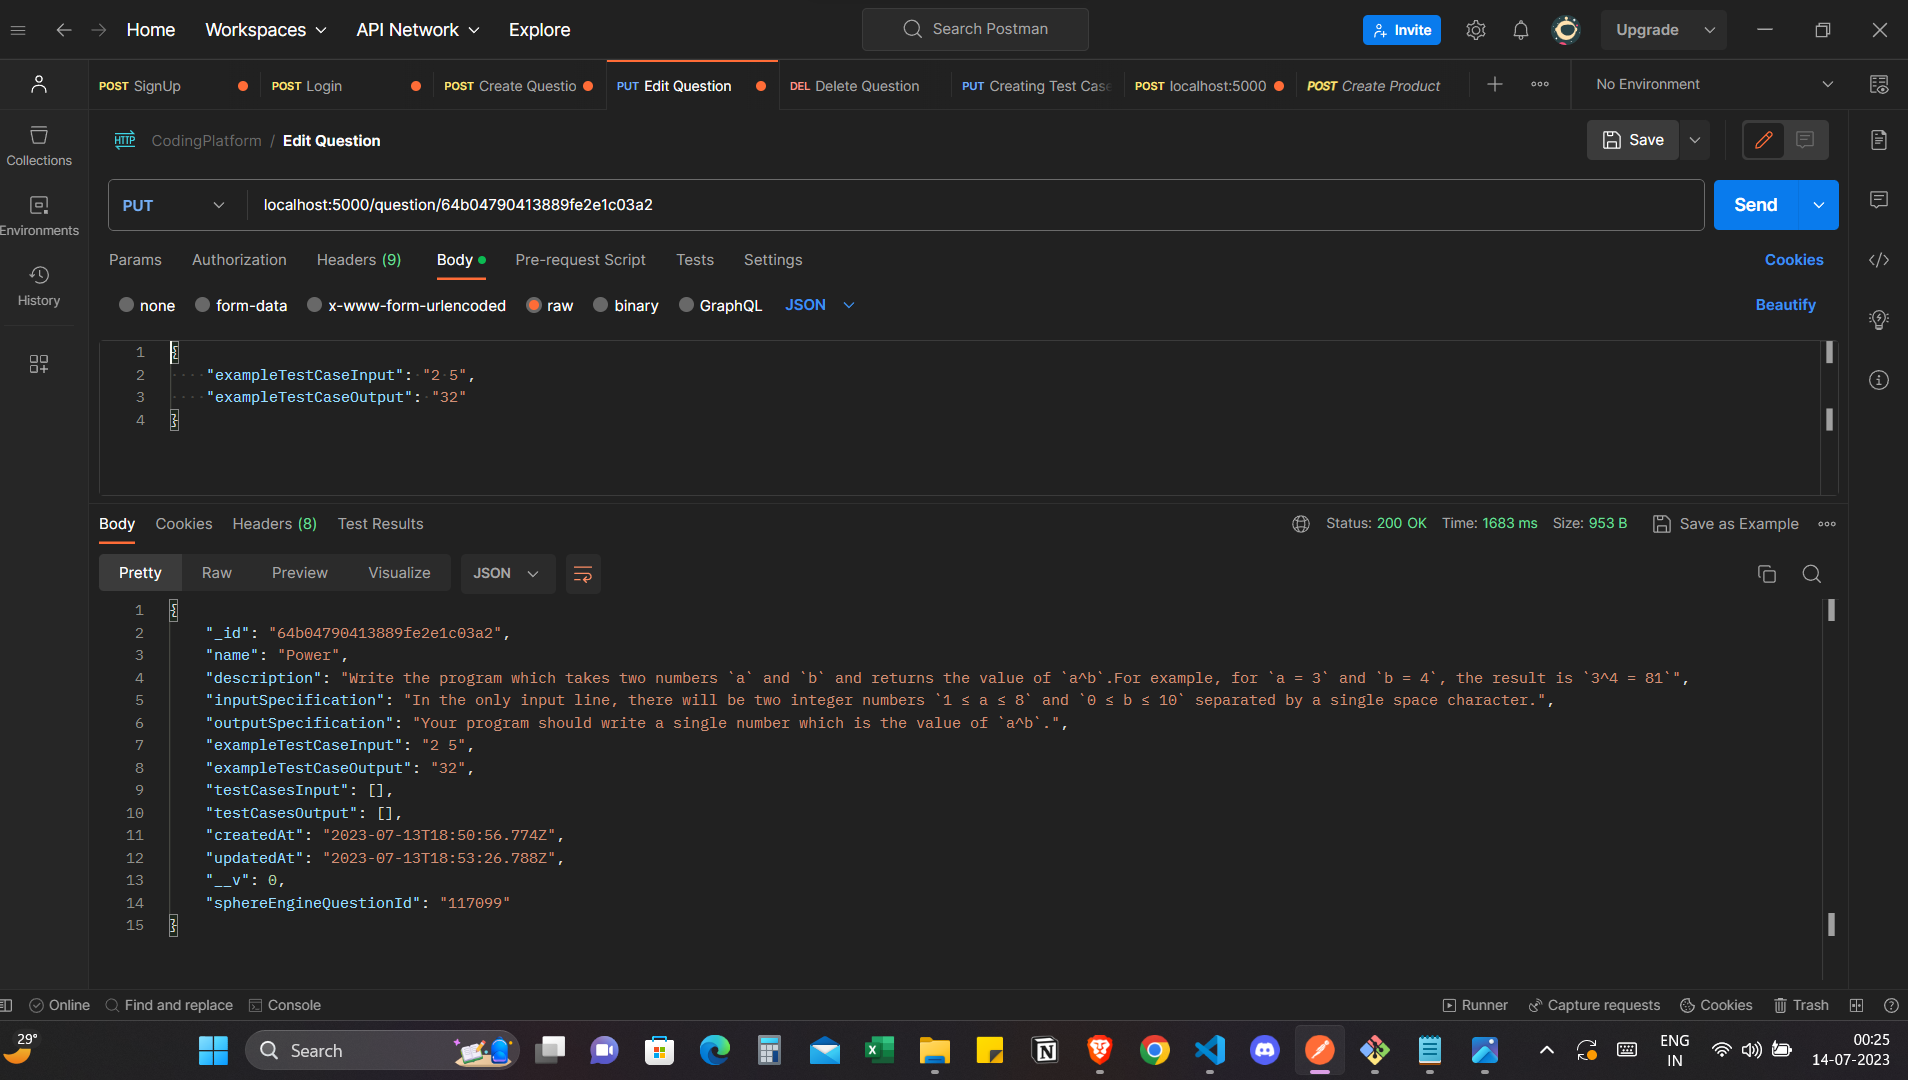 Home Workspaces API Network Explore Search Postman Invite Upgrade
POST SignUp POST Login POST Create Questio PUT Edit Question DEL Delete Question PUT Creating Test Case POST localhost:5000 POST Create Product No Environment
HTTP CodingPlatform / Edit Question Save
Collections
Environments
History
PUT localhost:5000/question/64b04790413889fe2e1c03a2 Send
Params Authorization Headers (9) Body Pre-request Script Tests Settings Cookies
none form-data x-www-form-urlencoded raw binary GraphQL JSON Beautify
1 {
2 "exampleTestCaseInput": "2 5",
3 "exampleTestCaseOutput": "32"
4 }
Body Cookies Headers (8) Test Results Status: 200 OK Time: 1683 ms Size: 953 B Save as Example
Pretty Raw Preview Visualize JSON
1 {
2 "_id": "64b04790413889fe2e1c03a2",
3 "name": "Power",
4 "description": "Write the program which takes two numbers `a` and `b` and returns the value of `a^b`.For example, for `a = 3` and `b = 4`, the result is `3^4 = 81`",
5 "inputSpecification": "In the only input line, there will be two integer numbers `1 ≤ a ≤ 8` and `0 ≤ b ≤ 10` separated by a single space character.",
6 "outputSpecification": "Your program should write a single number which is the value of `a^b`.",
7 "exampleTestCaseInput": "2 5",
8 "exampleTestCaseOutput": "32",
9 "testCasesInput": [],
10 "testCasesOutput": [],
11 "createdAt": "2023-07-13T18:50:56.774Z",
12 "updatedAt": "2023-07-13T18:53:26.788Z",
13 "__v": 0,
14 "sphereEngineQuestionId": "117099"
15 }
Online Find and replace Console Runner Capture requests Cookies Trash
29° Search ENG IN 00:25
14-07-2023